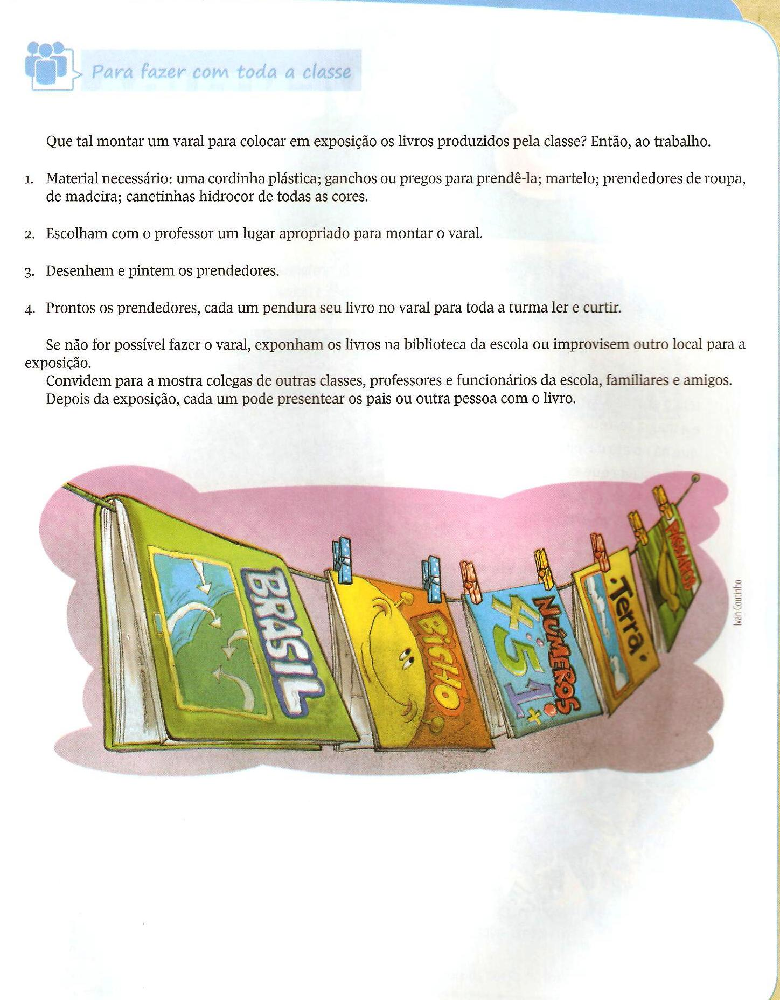 Para fazer com toda a classe
Que tal montar um varal para colocar em exposição os livros produzidos pela classe? Então, ao trabalho.
1. Material necessário: uma cordinha plástica; ganchos ou pregos para prendê-la; martelo; prendedores de roupa,
de madeira; canetinhas hidrocor de todas as cores.
2. Escolham com o professor um lugar apropriado para montar o varal.
3. Desenhem e pintem os prendedores.
4. Prontos os prendedores, cada um pendura seu livro no varal para toda a turma ler e curtir.
Se não for possível fazer o varal, exponham os livros na biblioteca da escola ou improvisem outro local para a
exposição.
Convidem para a mostra colegas de outras classes, professores e funcionários da escola, familiares e amigos.
Depois da exposição, cada um pode presentear os pais ou outra pessoa com o livro.
BRASIL
BICHO
NÚMEROS
4 5 1 +
Terra
PÁSSAROS
Ivan Coutinho